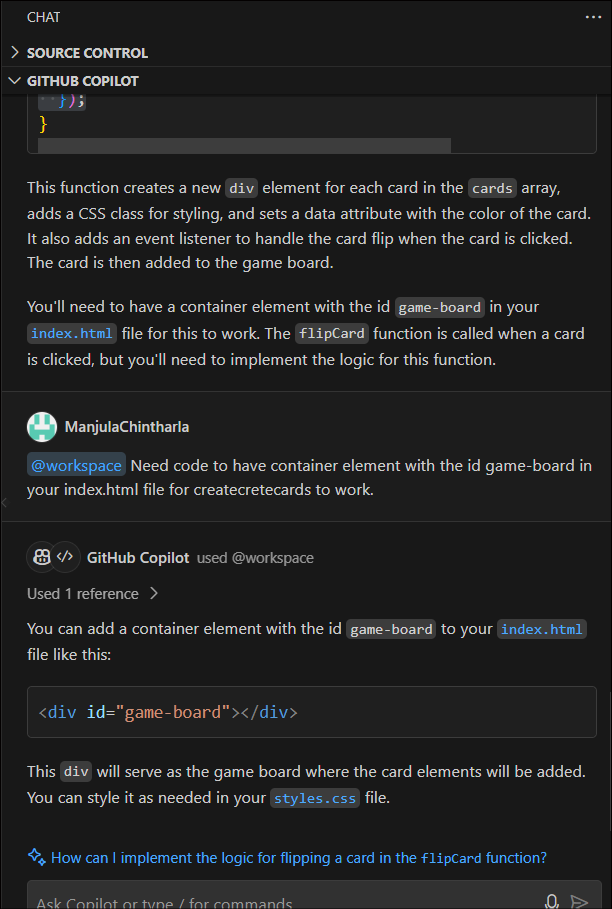 CHAT
SOURCE CONTROL
GITHUB COPILOT
});
}
This function creates a new div element for each card in the cards array,
adds a CSS class for styling, and sets a data attribute with the color of the card.
It also adds an event listener to handle the card flip when the card is clicked.
The card is then added to the game board.
You'll need to have a container element with the id game-board in your
index.html file for this to work. The flipCard function is called when a card
is clicked, but you'll need to implement the logic for this function.
ManjulaChintharla
@workspace Need code to have container element with the id game-board in
your index.html file for createcretecards to work.
GitHub Copilot used @workspace
Used 1 reference
You can add a container element with the id game-board to your index.html
file like this:
<div id="game-board"></div>
This div will serve as the game board where the card elements will be added.
You can style it as needed in your styles.css file.
How can I implement the logic for flipping a card in the flipCard function?
Ask Copilot or type / for commands